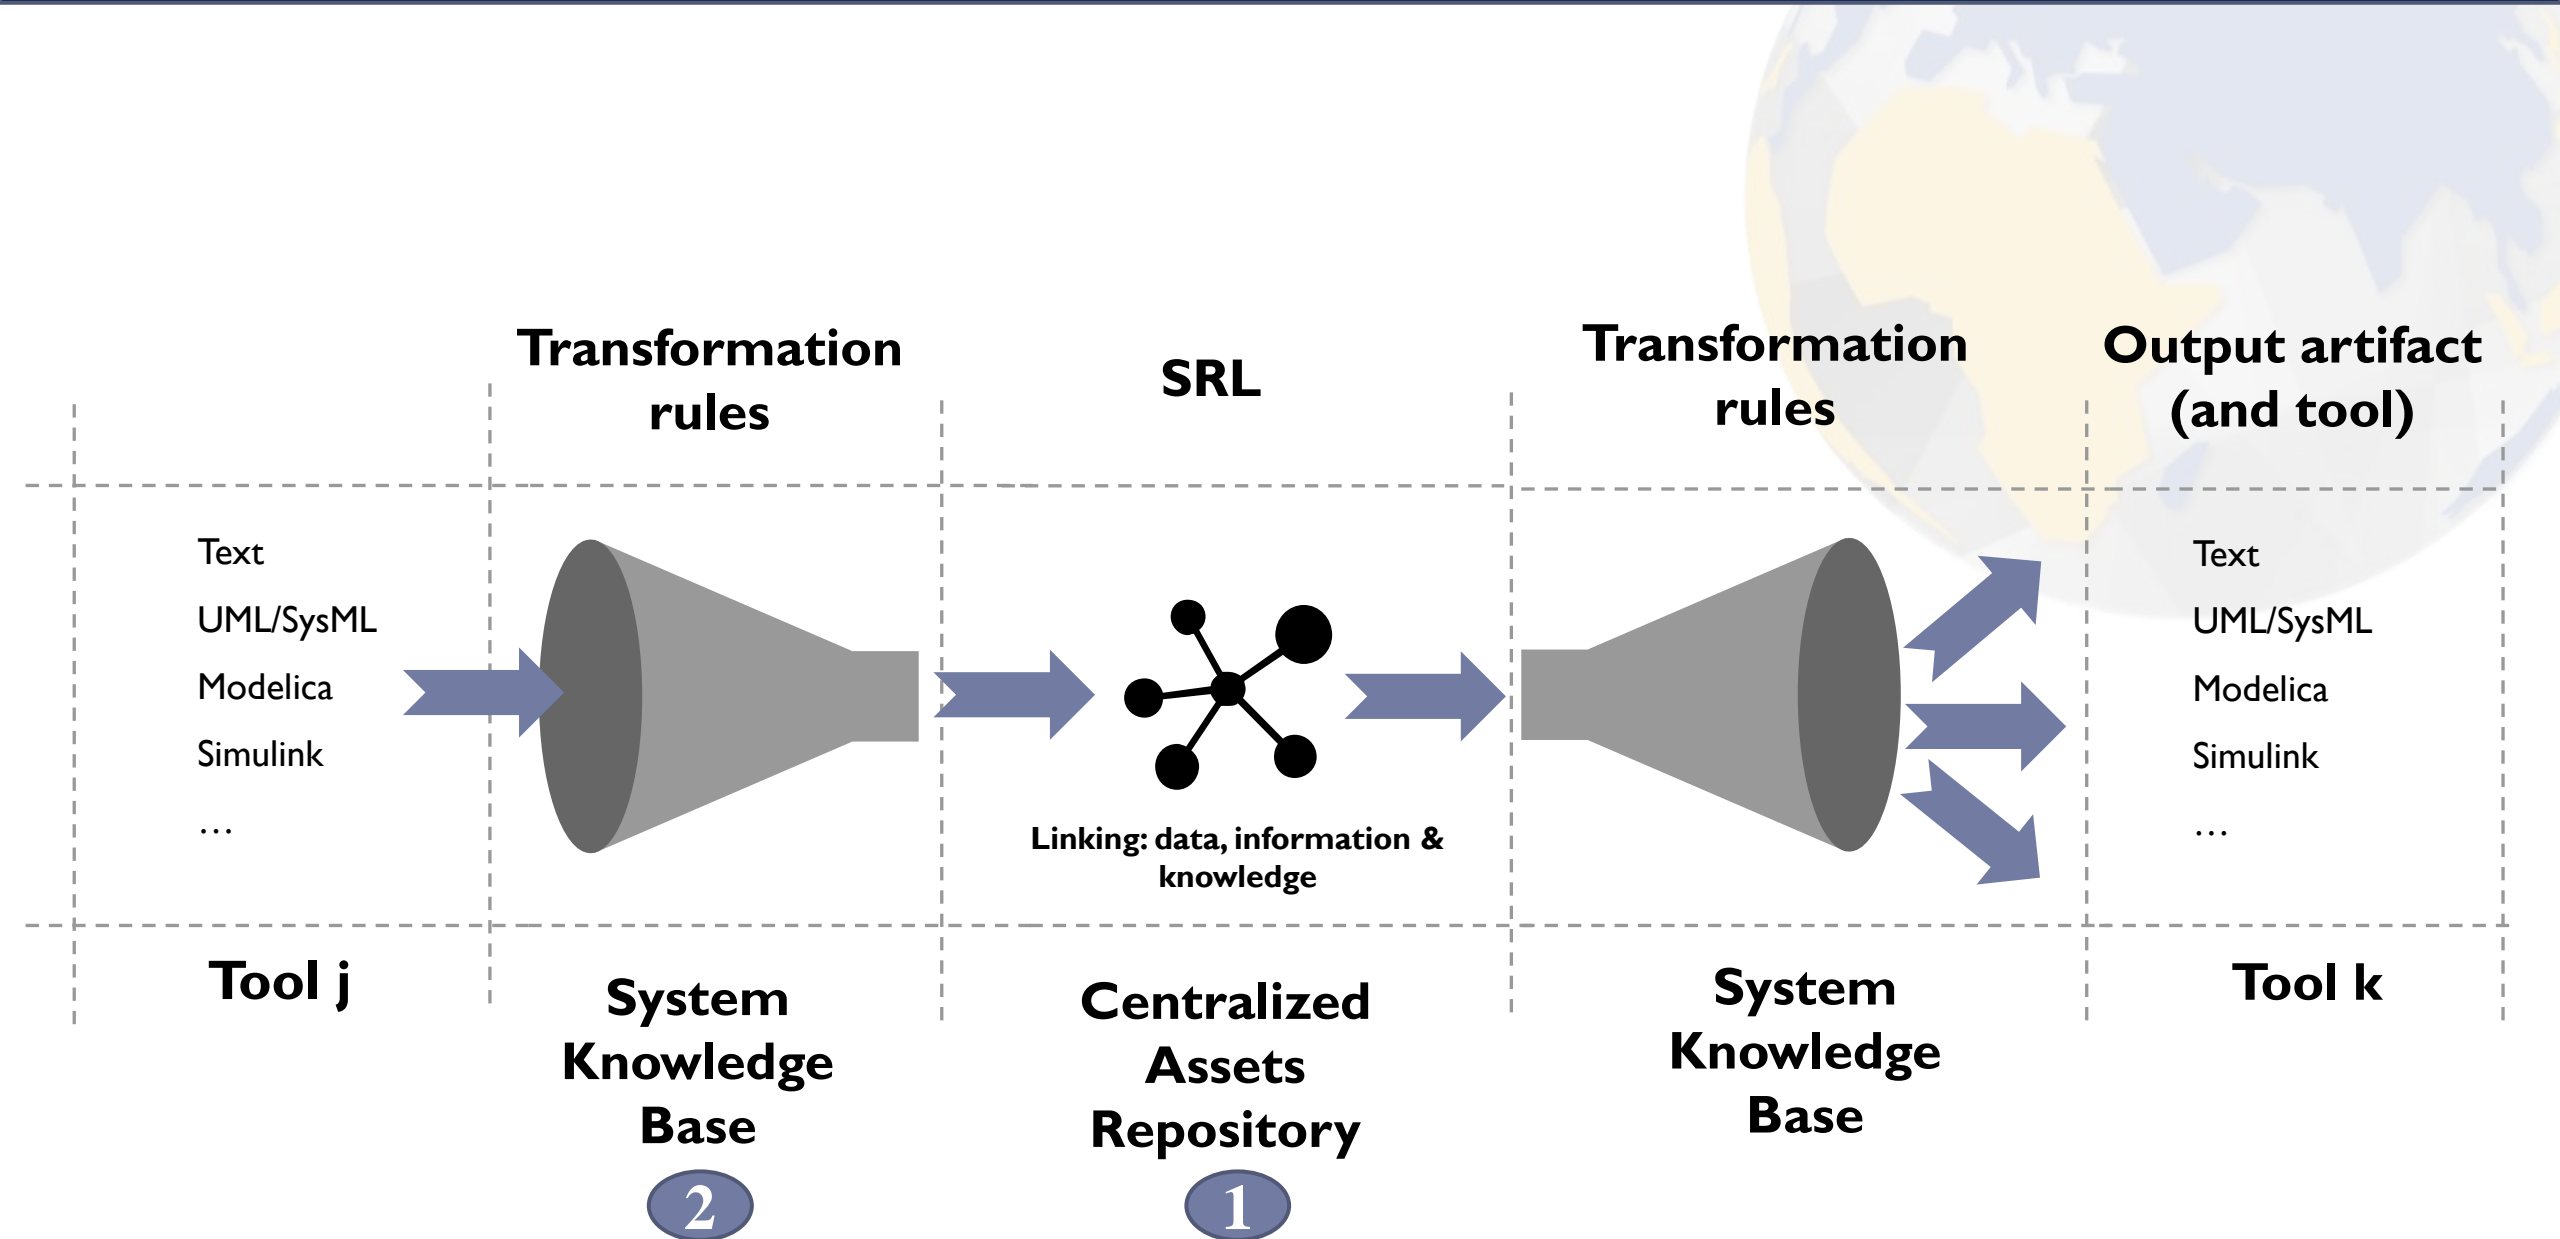 Transformation
rules
SRL
Transformation
rules
Output artifact
(and tool)
Text
UML/SysML
Modelica
Simulink
…
Linking: data, information &
knowledge
Text
UML/SysML
Modelica
Simulink
…
Tool j
System
Knowledge
Base
2
Centralized
Assets
Repository
1
System
Knowledge
Base
Tool k